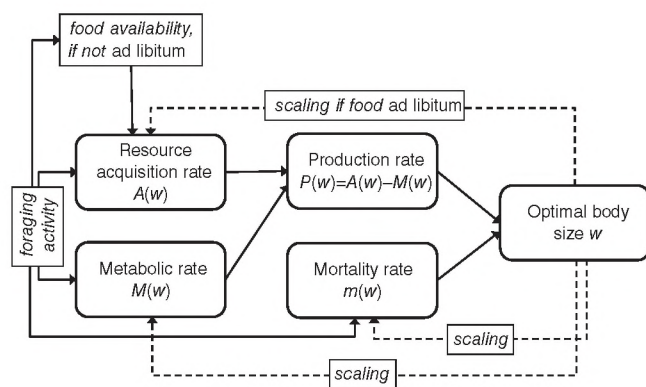 food availability,
if not ad libitum
scaling if food ad libitum
Resource
acquisition rate
A(w)
Production rate
P(w)=A(w)–M(w)
foraging
activity
Optimal body
size w
Metabolic rate
M(w)
Mortality rate
m(w)
scaling
scaling